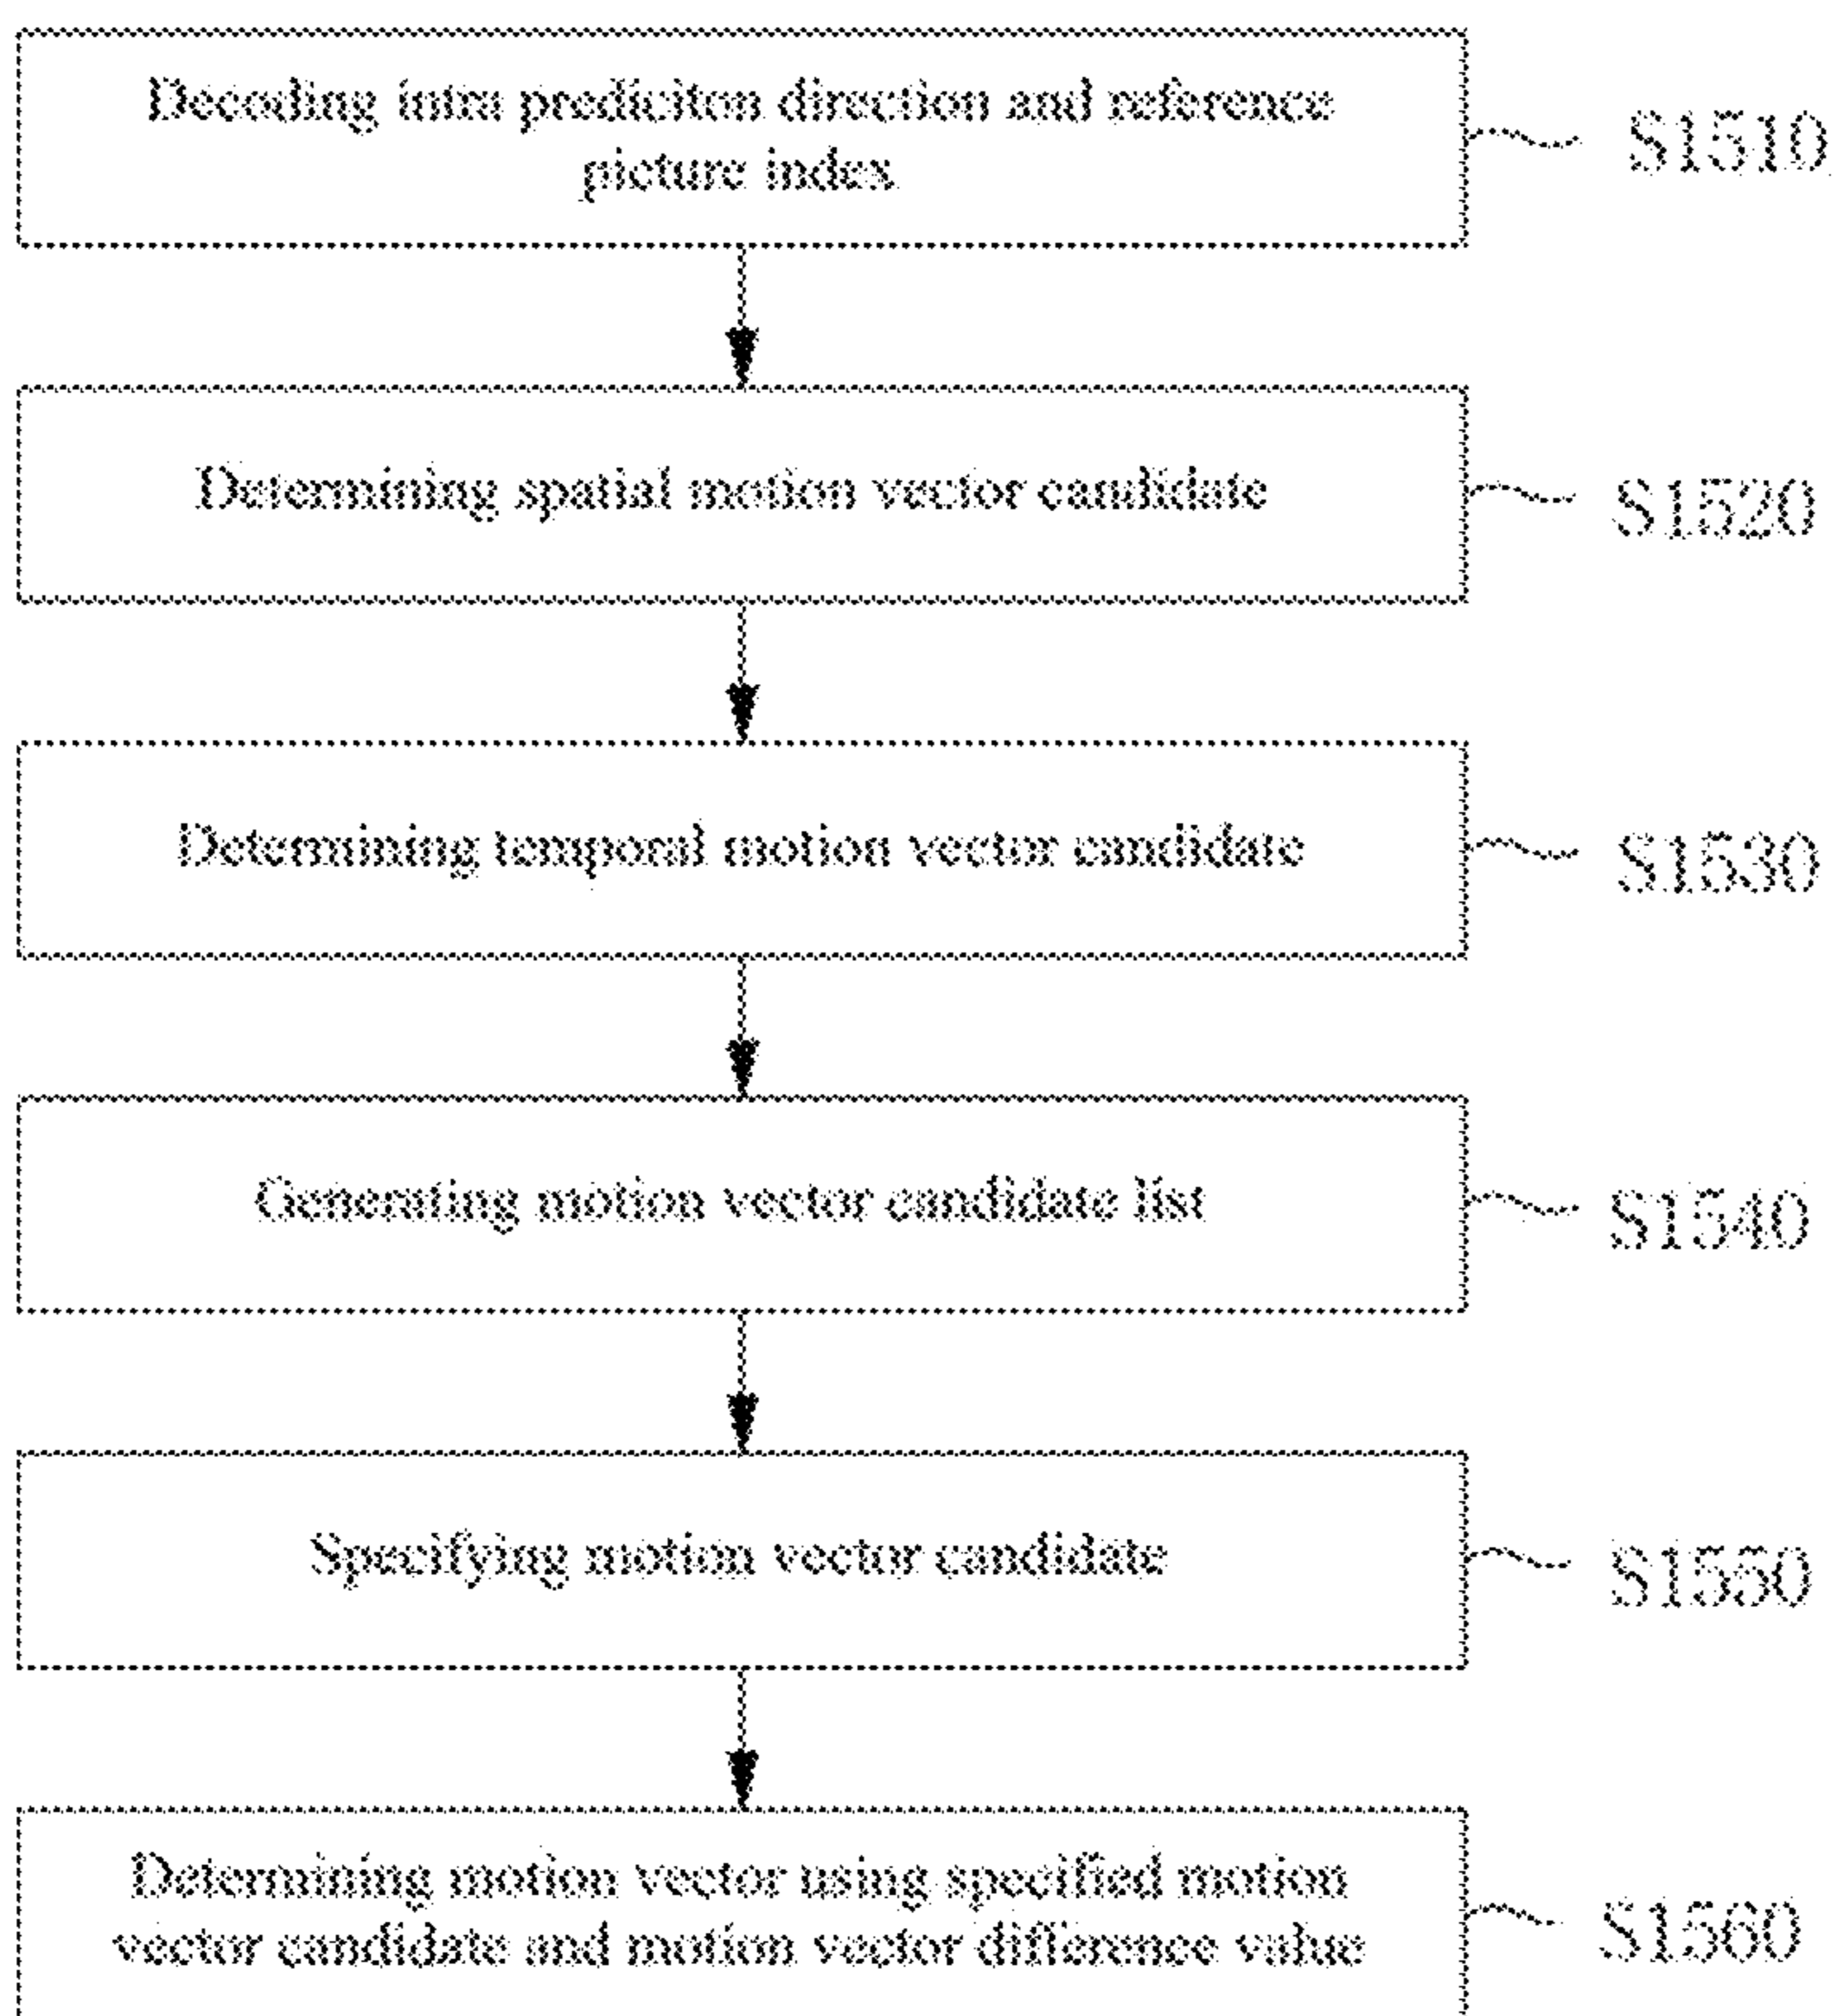 Decoding intra prediciton direction and reference
picture index
S1510
Determining spatial motion vector candidate
S1520
Determining temporal motion vector candidate
S1530
Generating motion vector candidate list
S1540
Specifying motion vector candidate
S1550
Determining motion vector using specified motion
vector candidate and motion vector difference value
S1560